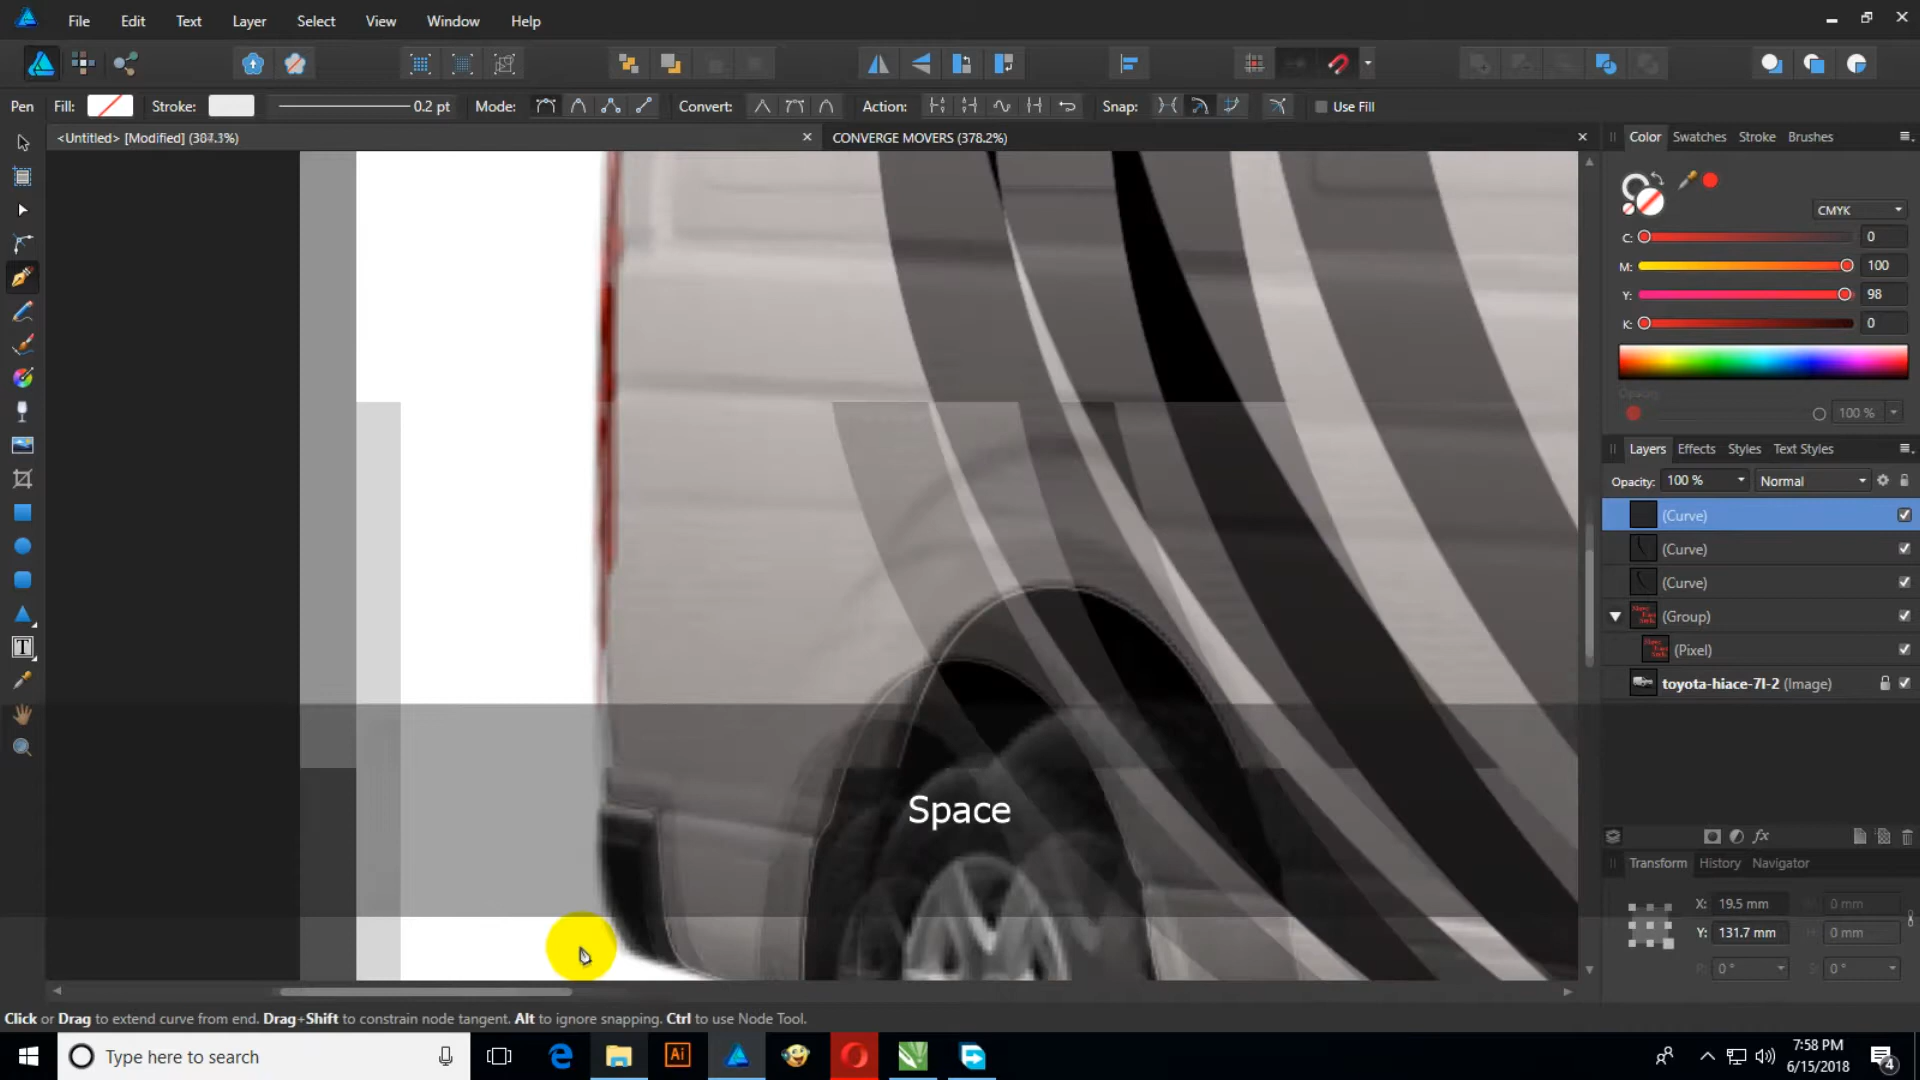 File Edit Text Layer Select View Window Help
Pen Fill: Stroke: 0.2 pt Mode: Convert: Action: Snap: Use Fill
<Untitled> [Modified] CONVERGE MOVERS (378.2%)
Color Swatches Stroke Brushes
CMYK
C: 0
M: 100
Y: 98
K: 0
Opacity
100 %
Layers Effects Styles Text Styles
Opacity: 100 % Normal
(Curve)
(Curve)
(Curve)
(Group)
(Pixel)
toyota-hiace-7l-2 (Image)
Space
fx
Transform History Navigator
X: 19.5 mm W: 0 mm
Y: 131.7 mm H: 0 mm
R: 0 ° S: 0 °
Click or Drag to extend curve from end. Drag+Shift to constrain node tangent. Alt to ignore snapping. Ctrl to use Node Tool.
Type here to search
Ai
7:58 PM
6/15/2018
4